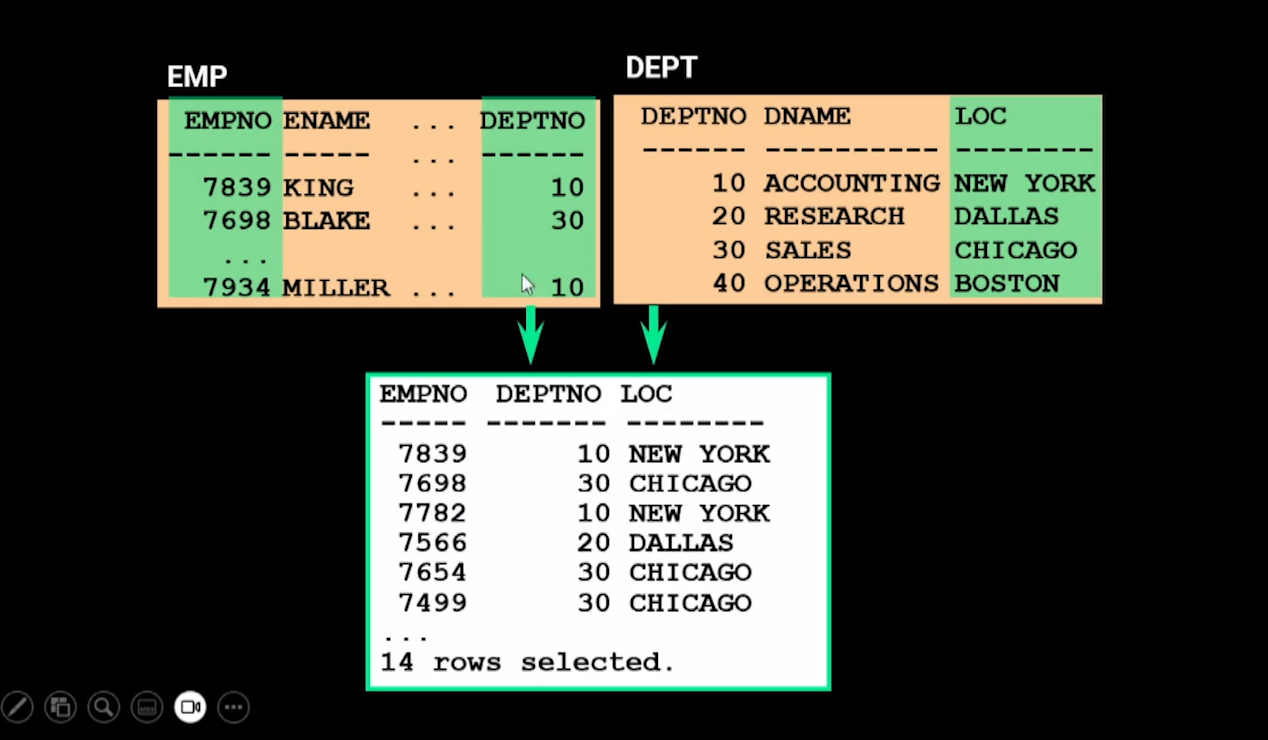 EMP
EMPNO ENAME ... DEPTNO
------ ----- ... ------
7839 KING ... 10
7698 BLAKE ... 30
...
7934 MILLER ... 10
DEPT
DEPTNO DNAME LOC
------ ---------- --------
10 ACCOUNTING NEW YORK
20 RESEARCH DALLAS
30 SALES CHICAGO
40 OPERATIONS BOSTON
EMPNO DEPTNO LOC
----- ------- --------
7839 10 NEW YORK
7698 30 CHICAGO
7782 10 NEW YORK
7566 20 DALLAS
7654 30 CHICAGO
7499 30 CHICAGO
...
14 rows selected.